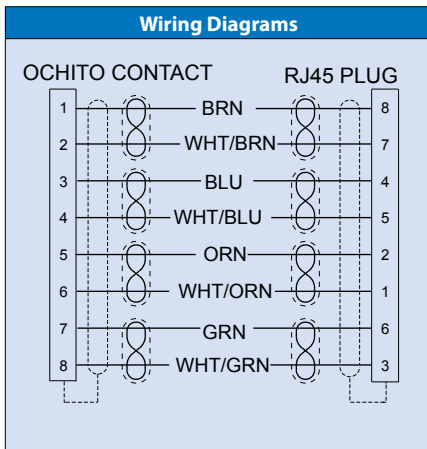 Wiring Diagrams
OCHITO CONTACT RJ45 PLUG
1 BRN 8
2 WHT/BRN 7
3 BLU 4
4 WHT/BLU 5
5 ORN 2
6 WHT/ORN 1
7 GRN 6
8 WHT/GRN 3